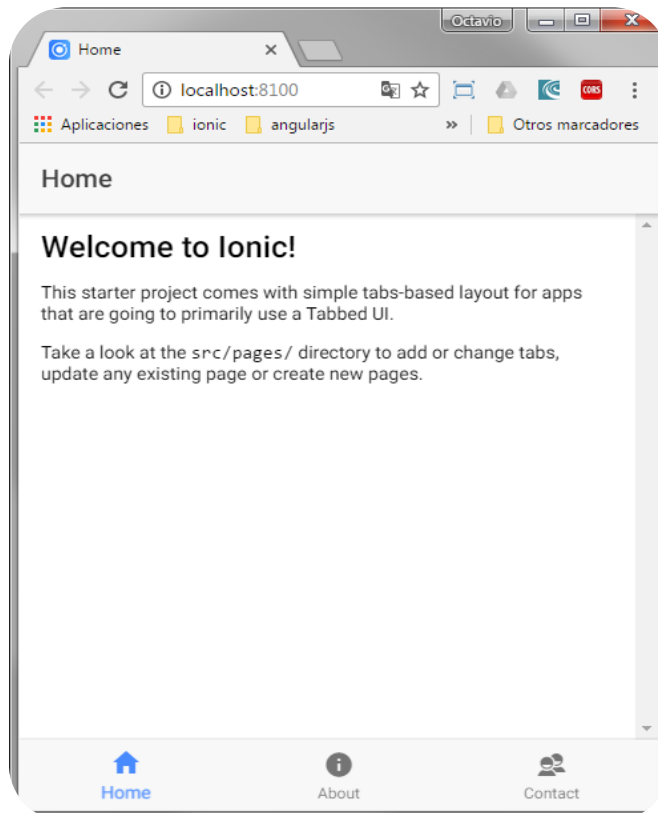 Octavio
Home
localhost:8100
CORS
Aplicaciones ionic angularjs » Otros marcadores
Home
Welcome to Ionic!
This starter project comes with simple tabs-based layout for apps
that are going to primarily use a Tabbed UI.
Take a look at the src/pages/ directory to add or change tabs,
update any existing page or create new pages.
Home About Contact